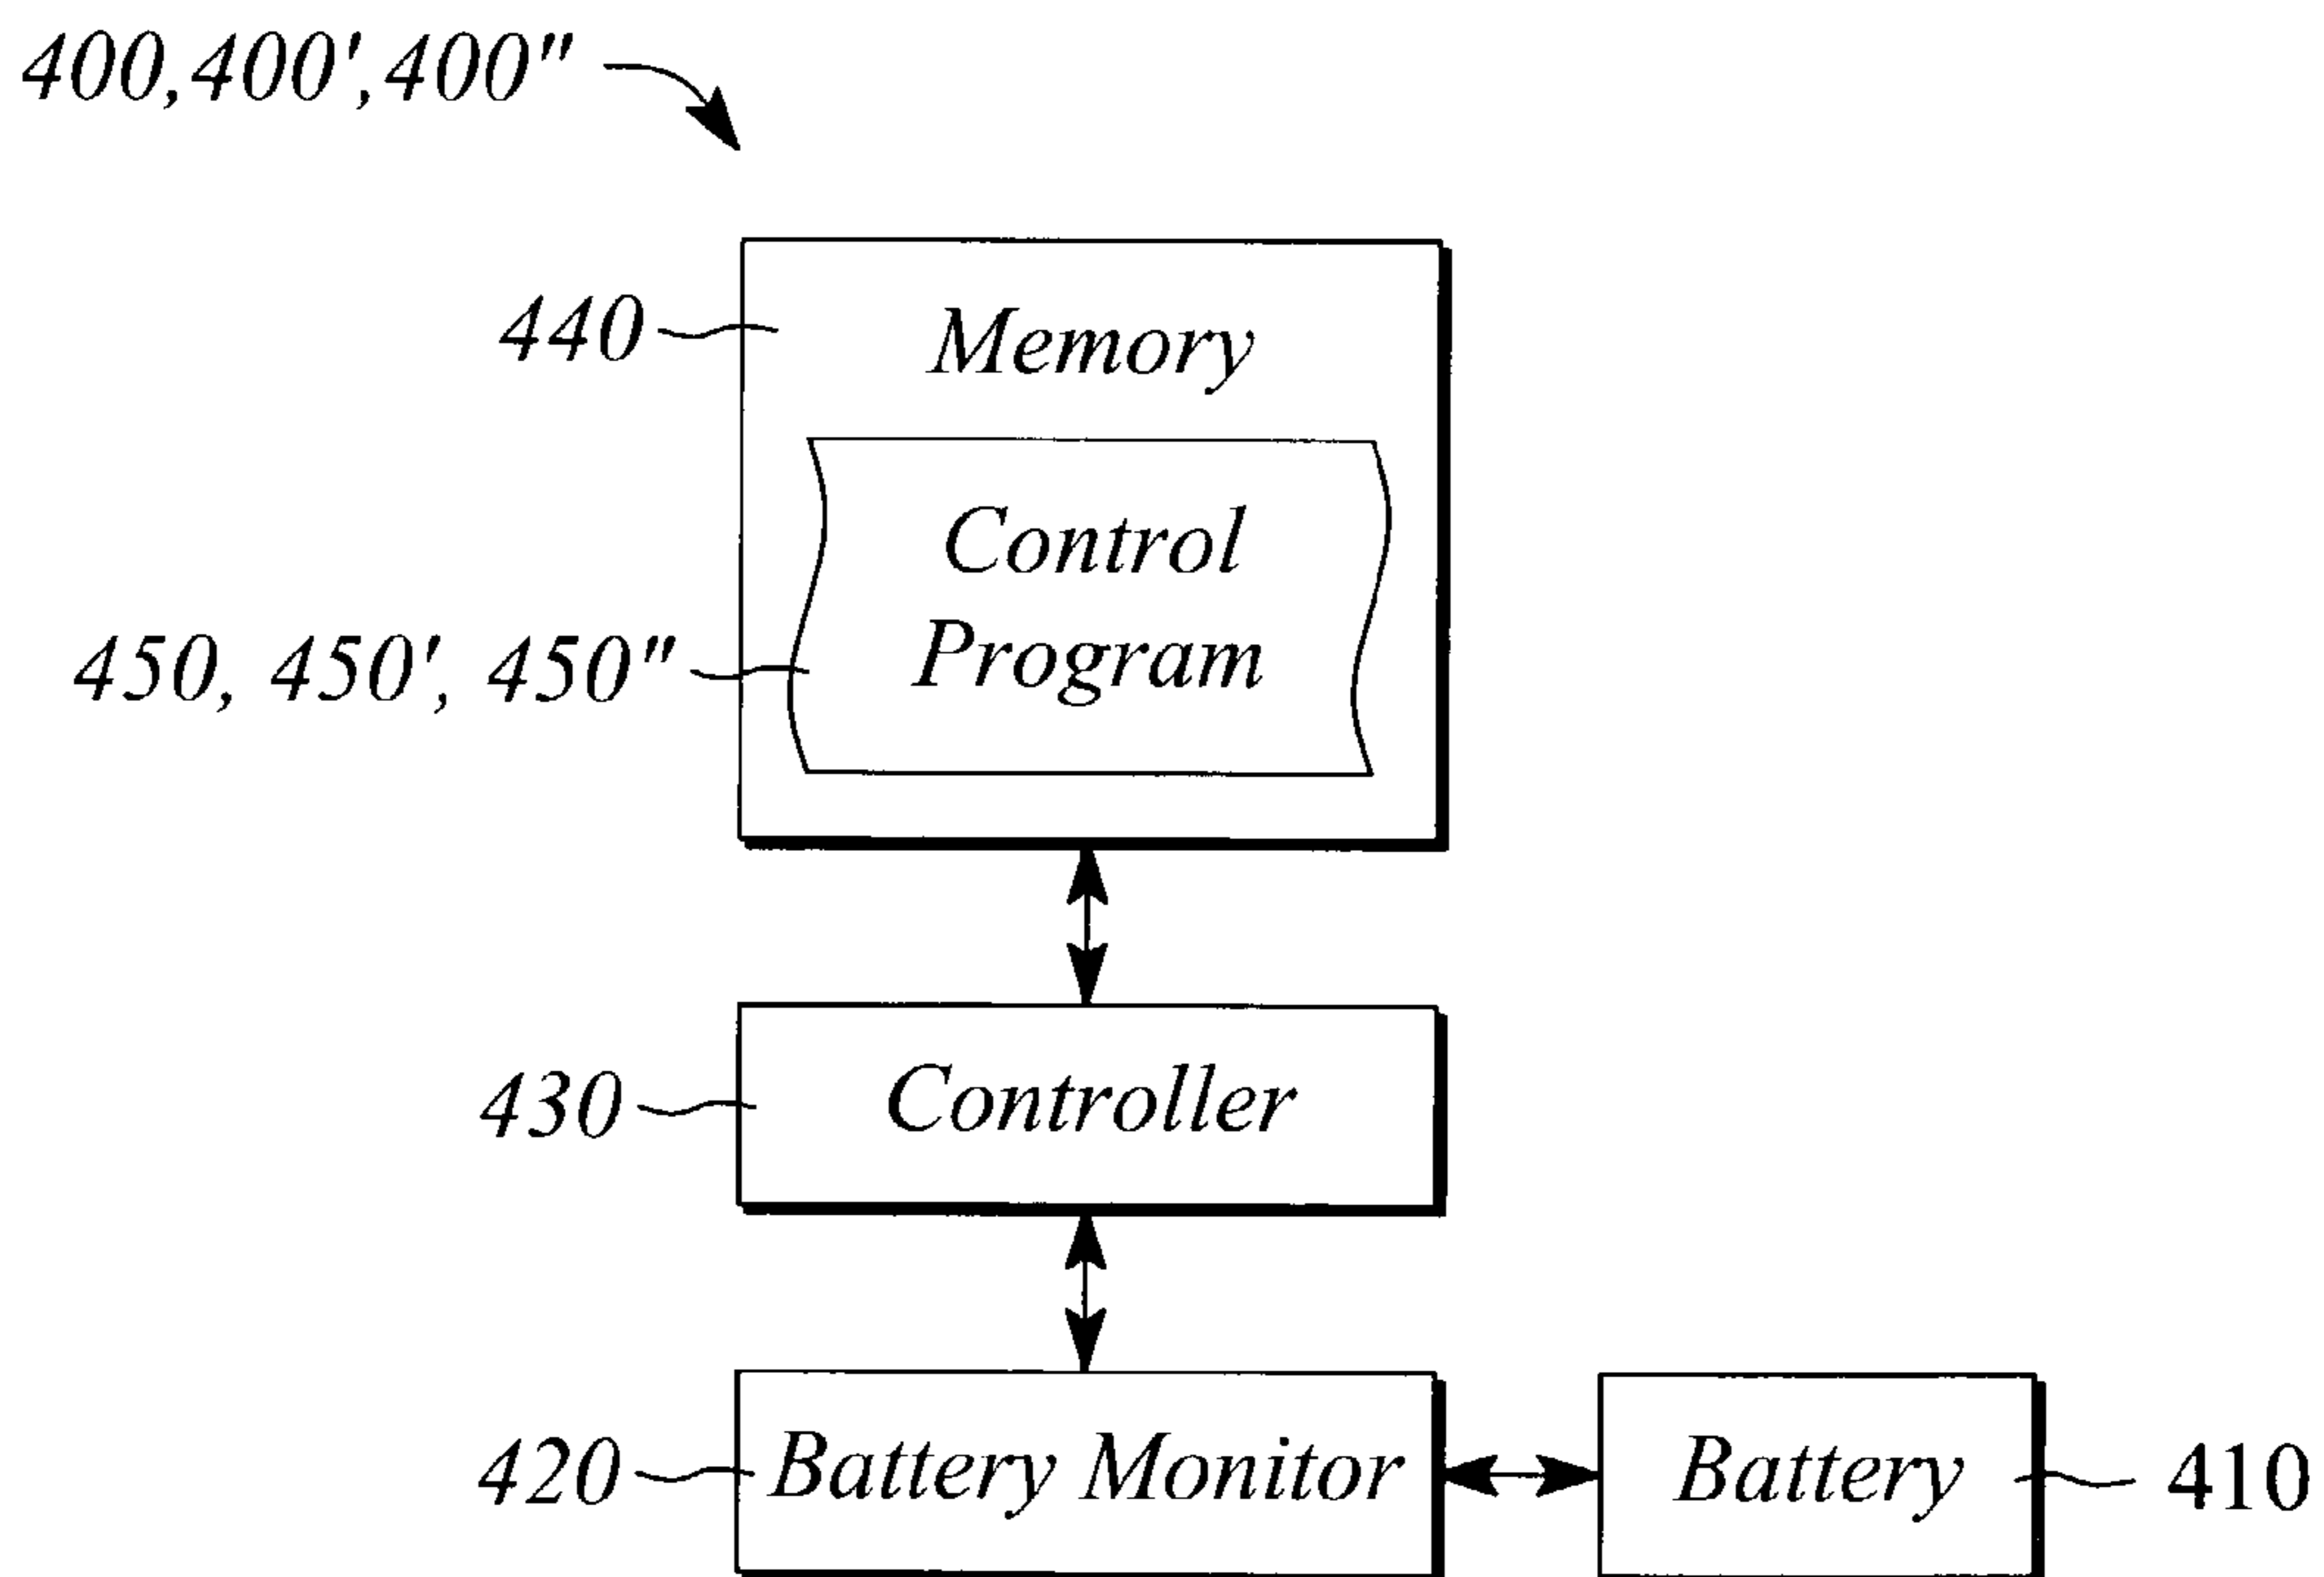 400,400',400"
440
Memory
Control
Program
450, 450', 450"
430
Controller
420
Battery Monitor
Battery
410